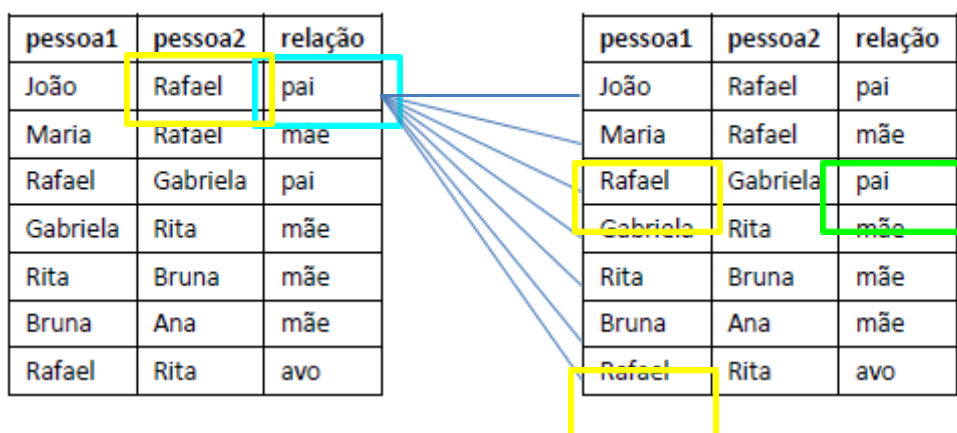 pessoa1 pessoa2 relação
João Rafael pai
Maria Rafael mãe
Rafael Gabriela pai
Gabriela Rita mãe
Rita Bruna mãe
Bruna Ana mãe
Rafael Rita avo
pessoa1 pessoa2 relação
João Rafael pai
Maria Rafael mãe
Rafael Gabriela pai
Gabriela Rita mãe
Rita Bruna mãe
Bruna Ana mãe
Rafael Rita avo